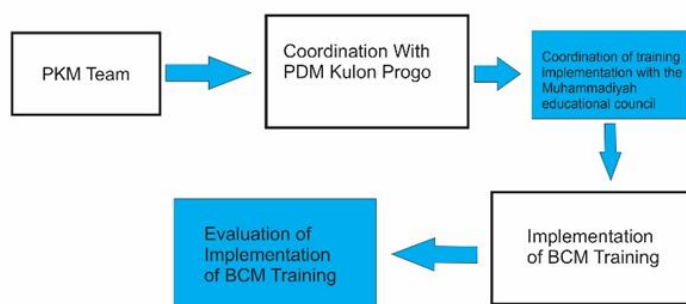 PKM Team
Coordination With
PDM Kulon Progo
Coordination of training
implementation with the
Muhammadiyah
educational council
Implementation
of BCM Training
Evaluation of
Implementation
of BCM Training